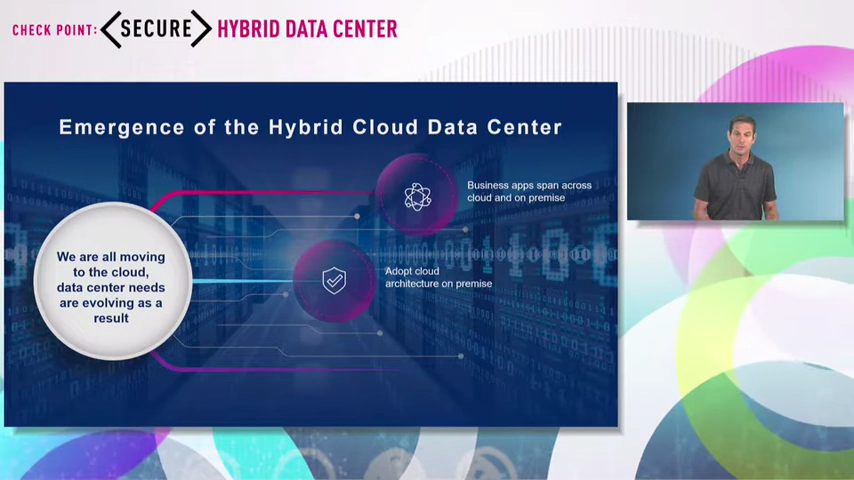 CHECK POINT: <SECURE> HYBRID DATA CENTER
Emergence of the Hybrid Cloud Data Center
Business apps span across
cloud and on premise
We are all moving
to the cloud,
data center needs
are evolving as a
result
Adopt cloud
architecture on premise